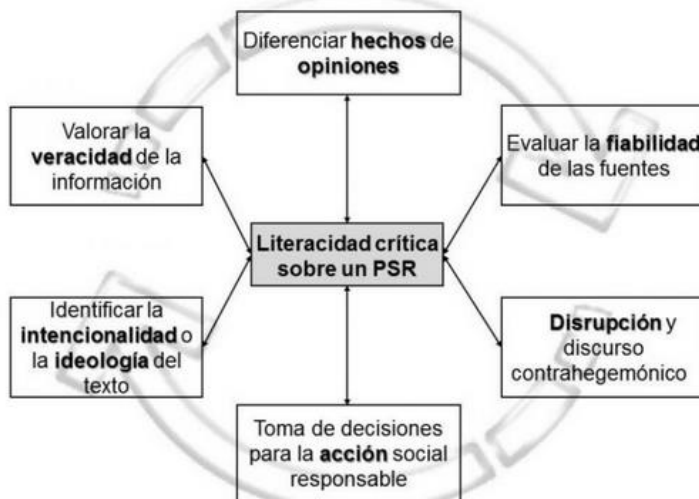 Diferenciar hechos de
opiniones
Valorar la
veracidad de la
información
Evaluar la fiabilidad
de las fuentes
Literacidad crítica
sobre un PSR
Identificar la
intencionalidad o
la ideología del
texto
Disrupción y
discurso
contrahegemónico
Toma de decisiones
para la acción social
responsable